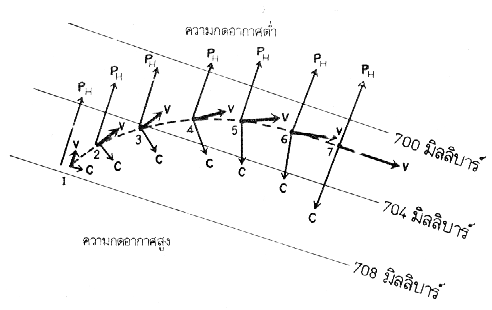 ความกดอากาศต่ำ
P_H P_H P_H P_H P_H P_H P_H
V V V V V V V
1 2 3 4 5 6 7
C C C C C C C
700 มิลลิบาร์
704 มิลลิบาร์
ความกดอากาศสูง
708 มิลลิบาร์